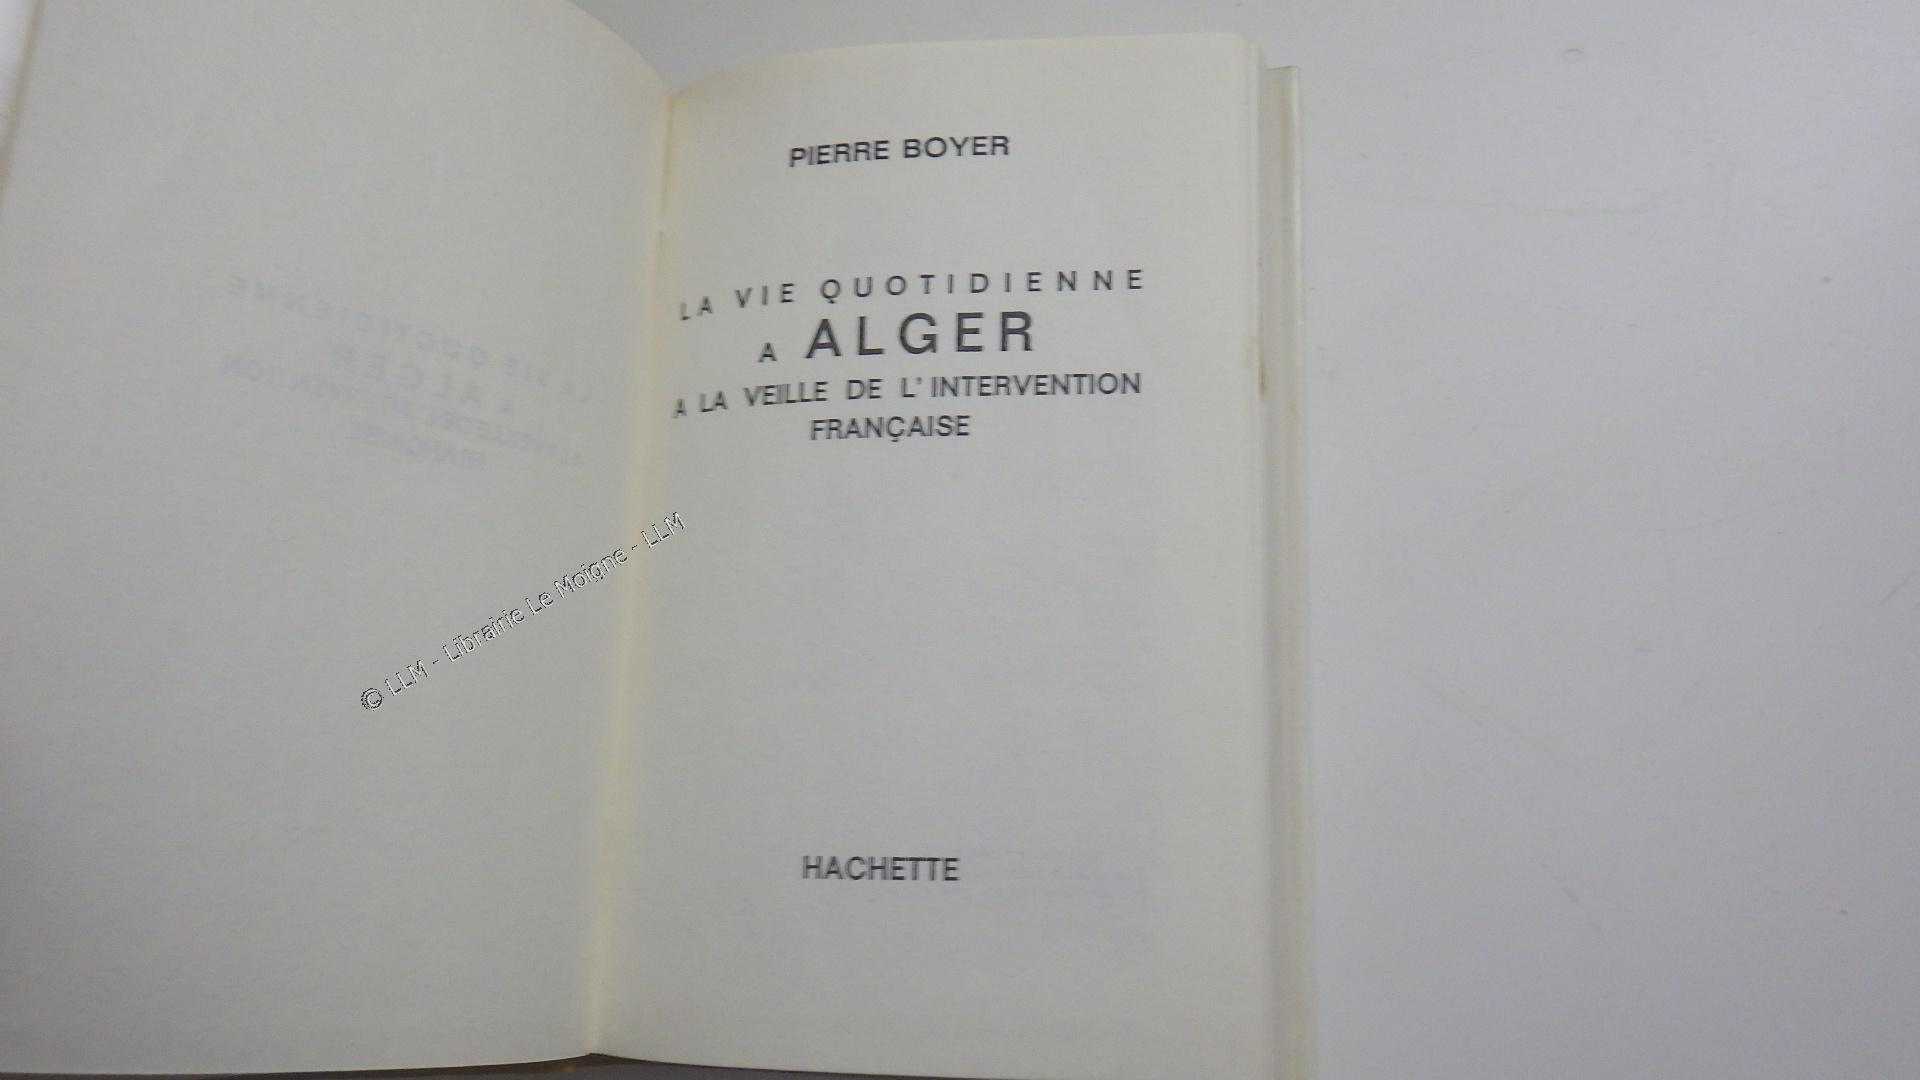 PIERRE BOYER
LA VIE QUOTIDIENNE
A ALGER
A LA VEILLE DE L'INTERVENTION
FRANÇAISE
© LLM - Librairie Le Moigne - LLM
HACHETTE